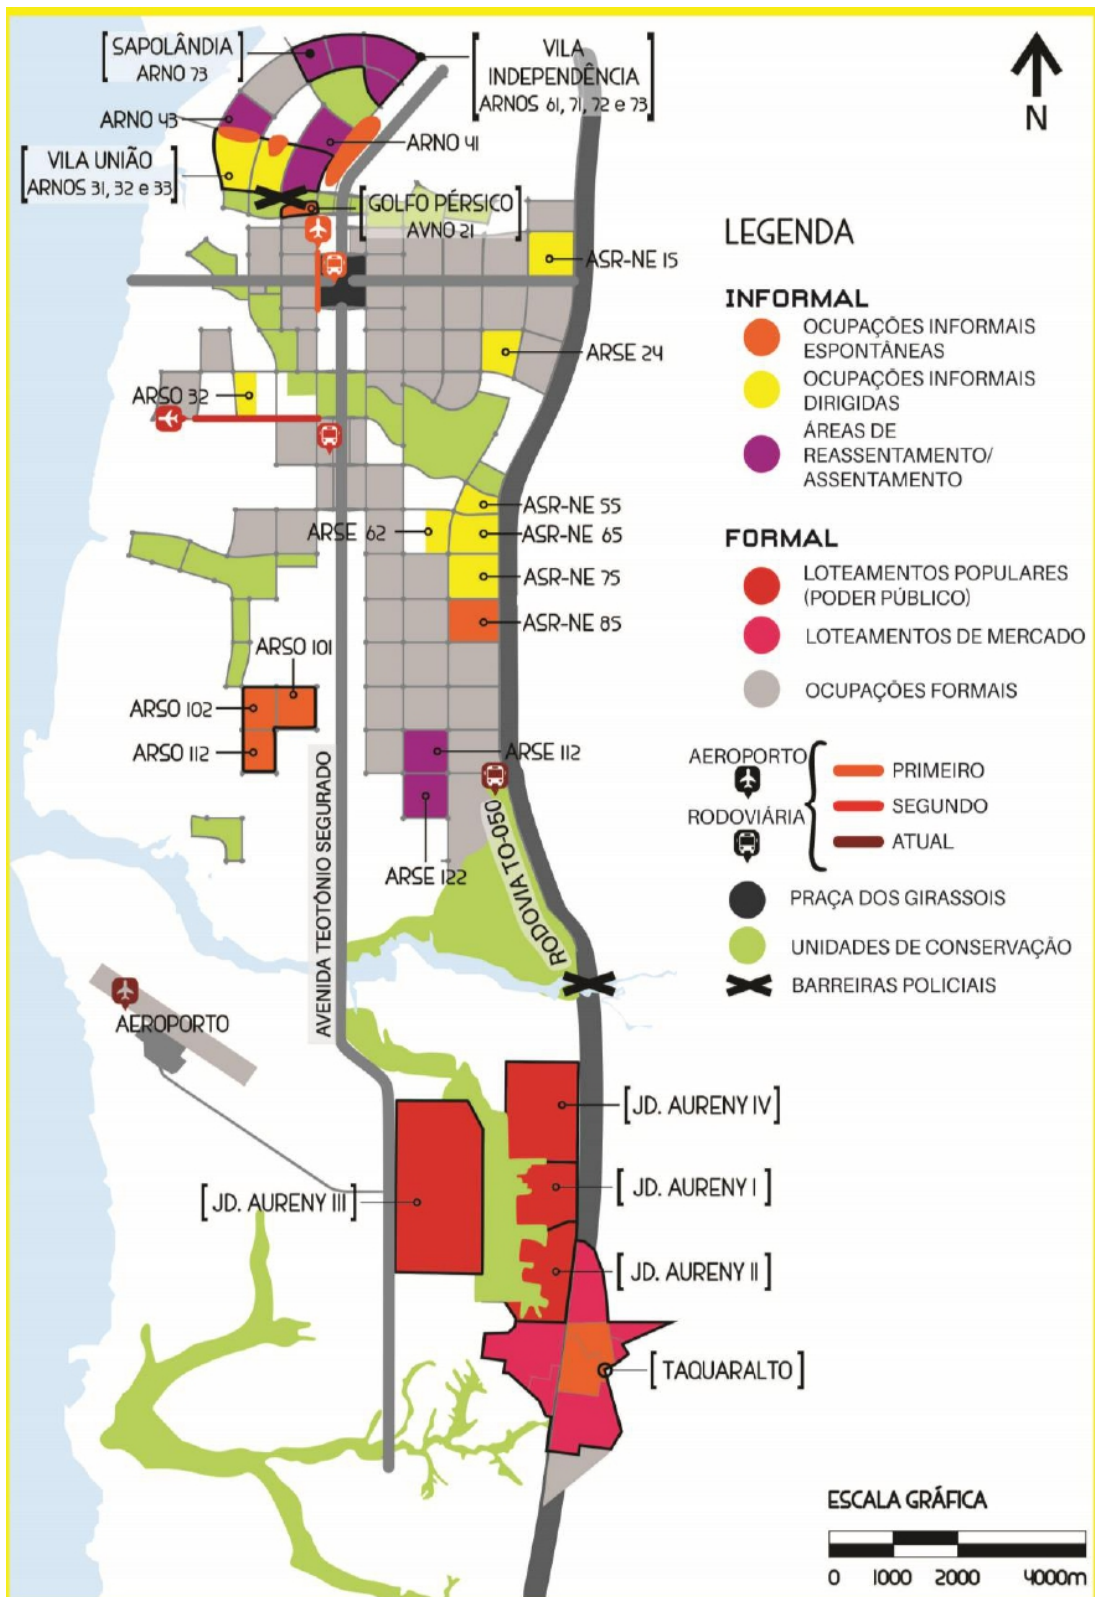 SAPOLÂNDIA
ARNO 73
VILA
INDEPENDÊNCIA
ARNOS 61, 71, 72 e 73
N
ARNO 43
ARNO 41
VILA UNIÃO
ARNOS 31, 32 e 33
GOLFO PÉRSICO
AVNO 21
ASR-NE 15
ARSE 24
ARSO 32
ASR-NE 55
ARSE 62
ASR-NE 65
ASR-NE 75
ASR-NE 85
ARSO 101
ARSO 102
ARSO 112
ARSE 112
ARSE 122
AVENIDA TEOTÔNIO SEGURADO
RODOVIA TO-050
AEROPORTO
JD. AURENY IV
JD. AURENY I
JD. AURENY III
JD. AURENY II
TAQUARALTO
LEGENDA
INFORMAL
OCUPAÇÕES INFORMAIS
ESPONTÂNEAS
OCUPAÇÕES INFORMAIS
DIRIGIDAS
ÁREAS DE
REASSENTAMENTO/
ASSENTAMENTO
FORMAL
LOTEAMENTOS POPULARES
(PODER PÚBLICO)
LOTEAMENTOS DE MERCADO
OCUPAÇÕES FORMAIS
AEROPORTO
RODOVIÁRIA
PRIMEIRO
SEGUNDO
ATUAL
PRAÇA DOS GIRASSOIS
UNIDADES DE CONSERVAÇÃO
BARREIRAS POLICIAIS
ESCALA GRÁFICA
0 1000 2000 4000m